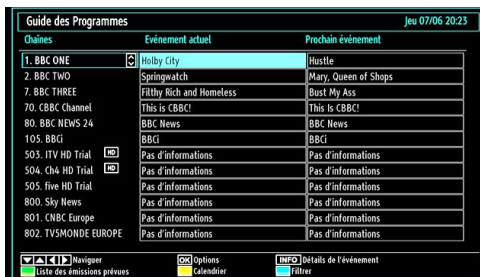 Guide des Programmes Jeu 07/06 20:23
Chaînes Evénement actuel Prochain événement
1. BBC ONE Holby City Hustle
2. BBC TWO Springwatch Mary, Queen of Shops
7. BBC THREE Filthy Rich and Homeless Bust My Ass
70. CBBC Channel This is CBBC! This Is CBBC!
80. BBC NEWS 24 BBC News BBC News
105. BBCi BBCi BBCi
503. ITV HD Trial HD Pas d'informations Pas d'informations
504. Ch4 HD Trial HD Pas d'informations Pas d'informations
505. five HD Trial Pas d'informations Pas d'informations
800. Sky News Pas d'informations Pas d'informations
801. CNBC Europe Pas d'informations Pas d'informations
802. TV5MONDE EUROPE Pas d'informations Pas d'informations
Naviguer OK Options INFO Détails de l'événement
Liste des émissions prévues Calendrier Filtrer